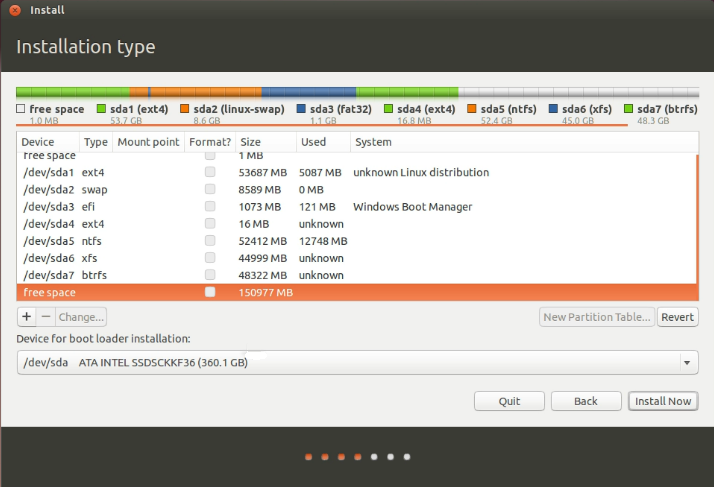 Install
Installation type
free space sda1 (ext4) sda2 (linux-swap) sda3 (fat32) sda4 (ext4) sda5 (ntfs) sda6 (xfs) sda7 (btrfs)
1.0 MB 53.7 GB 8.6 GB 1.1 GB 16.8 MB 52.4 GB 45.0 GB 48.3 GB
Device Type Mount point Format? Size Used System
free space 1 MB
/dev/sda1 ext4 53687 MB 5087 MB unknown Linux distribution
/dev/sda2 swap 8589 MB 0 MB
/dev/sda3 efi 1073 MB 121 MB Windows Boot Manager
/dev/sda4 ext4 16 MB unknown
/dev/sda5 ntfs 52412 MB 12748 MB
/dev/sda6 xfs 44999 MB unknown
/dev/sda7 btrfs 48322 MB unknown
free space 150977 MB
+ − Change... New Partition Table... Revert
Device for boot loader installation:
/dev/sda ATA INTEL SSDSCKKF36 (360.1 GB)
Quit Back Install Now